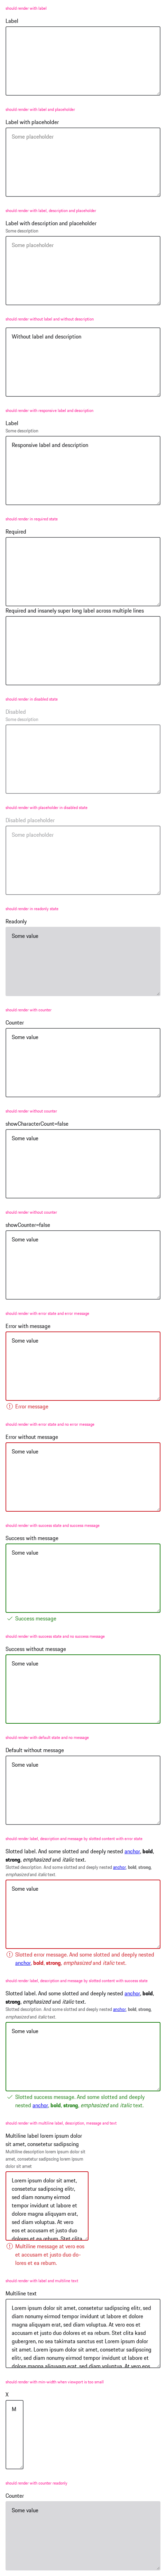 should render with label
Label
should render with label and placeholder
Label with placeholder
Some placeholder
should render with label, description and placeholder
Label with description and placeholder
Some description
Some placeholder
should render without label and without description
Without label and description
should render with responsive label and description
Label
Some description
Responsive label and description
should render in required state
Required
Required and insanely super long label across multiline lines
should render in disabled state
Disabled
Some description
should render with placeholder in disabled state
Disabled placeholder
Some placeholder
should render in readonly state
Readonly
Some value
should render with counter
Counter
Some value
should render without counter
showCharacterCount=false
Some value
should render without counter
showCounter=false
Some value
should render with error state and error message
Error with message
Some value
Error message
should render with error state and no error message
Error without message
Some value
should render with success state and success message
Success with message
Some value
Success message
should render with success state and no success message
Success without message
Some value
should render with default state and no message
Default without message
Some value
should render label, description and message by slotted content with error state
Slotted label. And some slotted and deeply nested anchor, bold,
strong, emphasized and italic text.
Slotted description. And some slotted and deeply nested anchor, bold, strong,
emphasized and italic text.
Some value
Slotted error message. And some slotted and deeply nested
anchor, bold, strong, emphasized and italic text.
should render label, description and message by slotted content with success state
Slotted label. And some slotted and deeply nested anchor, bold,
strong, emphasized and italic text.
Slotted description. And some slotted and deeply nested anchor, bold, strong,
emphasized and italic text.
Some value
Slotted success message. And some slotted and deeply
nested anchor, bold, strong, emphasized and italic text.
should render with multiline label, description, message and text
Multiline label lorem ipsum dolor
sit amet, consetetur sadipscing
Multiline description lorem ipsum dolor sit
amet, consetetur sadipscing lorem ipsum
dolor sit amet
Lorem ipsum dolor sit amet,
consetetur sadipscing elitr,
sed diam nonumy eirmod
tempor invidunt ut labore et
dolore magna aliquyam erat,
sed diam voluptua. At vero
eos et accusam et justo duo
dolores et ea rebum. Stet clita
Multiline message at vero eos
et accusam et justo duo do-
lores et ea rebum.
should render with label and multiline text
Multiline text
Lorem ipsum dolor sit amet, consetetur sadipscing elitr, sed
diam nonumy eirmod tempor invidunt ut labore et dolore
magna aliquyam erat, sed diam voluptua. At vero eos et
accusam et justo duo dolores et ea rebum. Stet clita kasd
gubergren, no sea takimata sanctus est Lorem ipsum dolor
sit amet. Lorem ipsum dolor sit amet, consetetur sadipscing
elitr, sed diam nonumy eirmod tempor invidunt ut labore et
dolore magna aliquyam erat, sed diam voluptua. At vero eos
should render with min-width when viewport is too small
X
M
should render with counter readonly
Counter
Some value